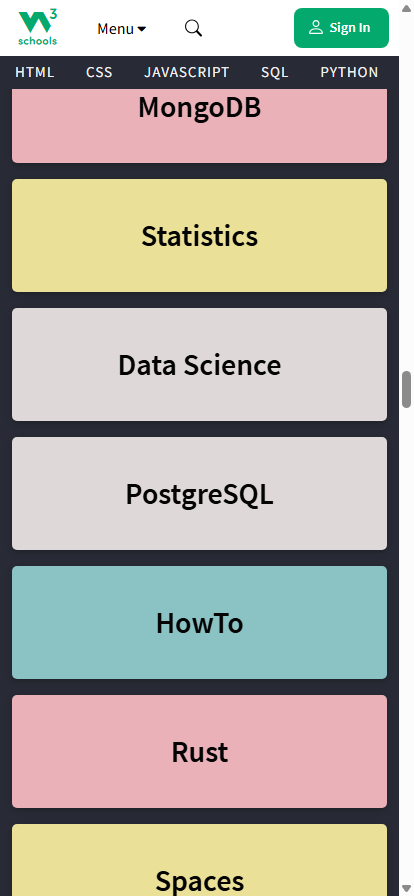 W3
schools
Menu
Sign In
HTML
CSS
JAVASCRIPT
SQL
PYTHON
MongoDB
Statistics
Data Science
PostgreSQL
HowTo
Rust
Spaces